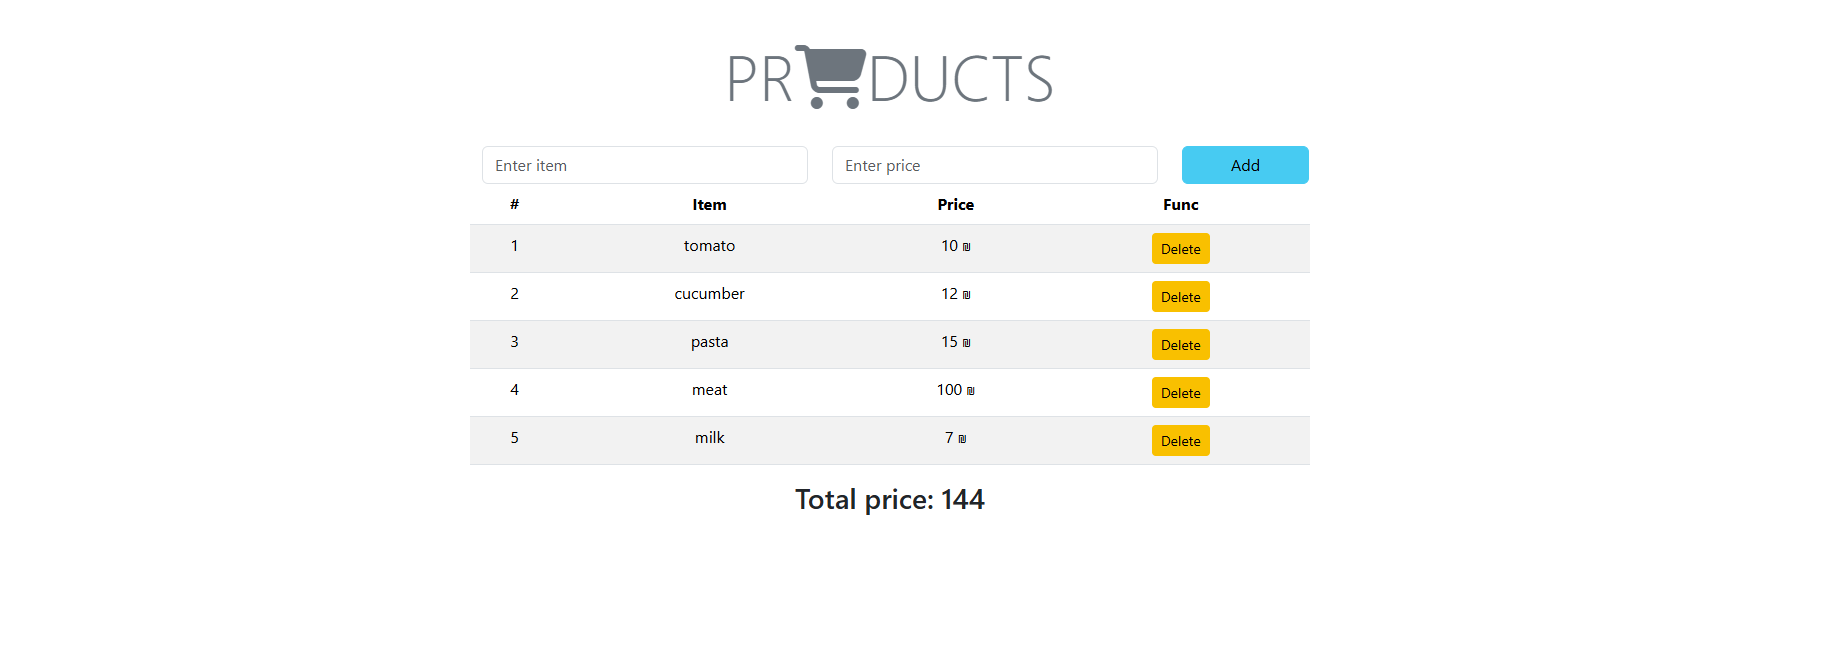 PR DUCTS
Enter item Enter price Add
# Item Price Func
1 tomato 10 ₪ Delete
2 cucumber 12 ₪ Delete
3 pasta 15 ₪ Delete
4 meat 100 ₪ Delete
5 milk 7 ₪ Delete
Total price: 144